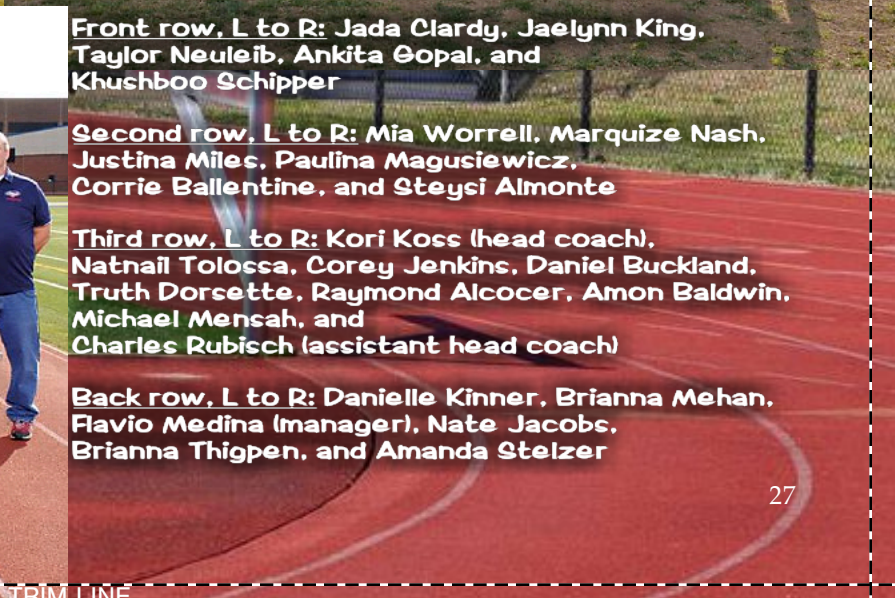 Front row, L to R: Jada Clardy, Jaelynn King,
Taylor Neuleib, Ankita Gopal, and
Khushboo Schipper
Second row, L to R: Mia Worrell, Marquize Nash,
Justina Miles, Paulina Magusiewicz,
Corrie Ballentine, and Steysi Almonte
Third row, L to R: Kori Koss (head coach),
Natnail Tolossa, Corey Jenkins, Daniel Buckland,
Truth Dorsette, Raymond Alcocer, Amon Baldwin,
Michael Mensah, and
Charles Rubisch (assistant head coach)
Back row, L to R: Danielle Kinner, Brianna Mehan,
Flavio Medina (manager), Nate Jacobs,
Brianna Thigpen, and Amanda Stelzer
27
TRIM LINE